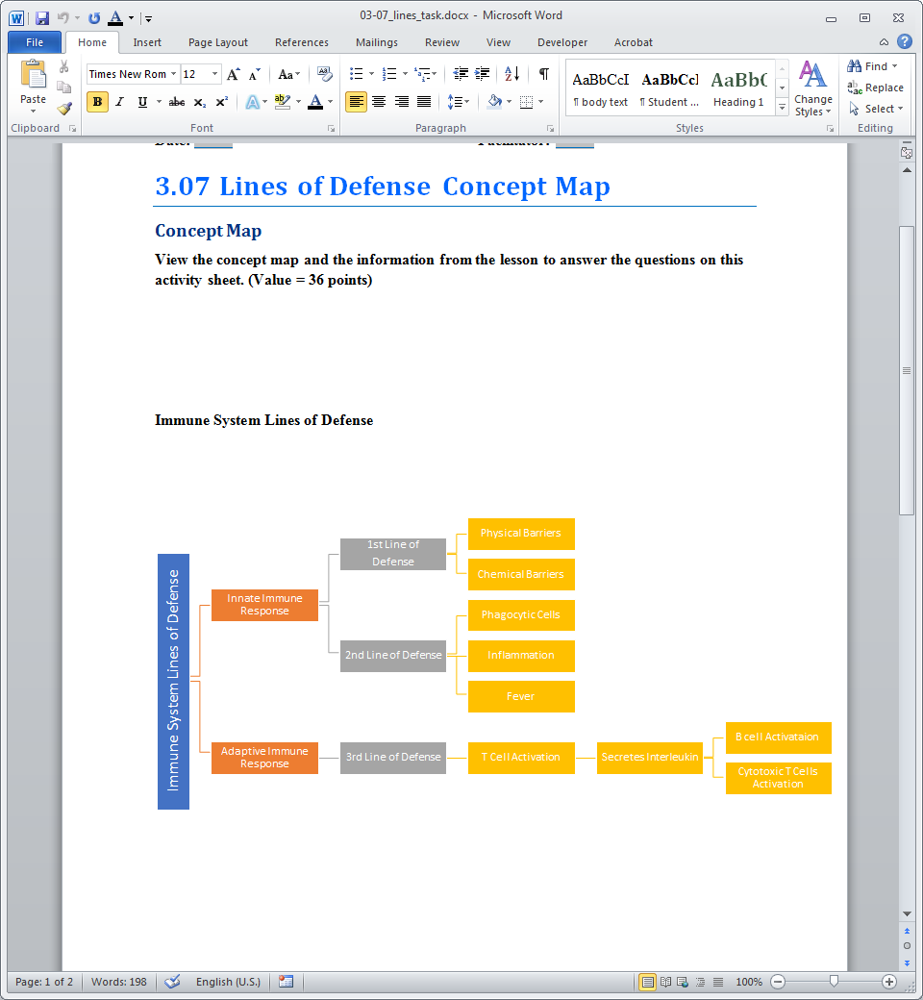 03-07_lines_task.docx - Microsoft Word
File Home Insert Page Layout References Mailings Review View Developer Acrobat
Times New Rom 12 Aa
Paste
B I U abc x₂ x² A ab A
AaBbCcI AaBbCcl AaBbC
¶ body text ¶ Student ... Heading 1
Change Styles
Find
Replace
Select
Clipboard Font Paragraph Styles Editing
Date: Facilitator:
3.07 Lines of Defense Concept Map
Concept Map
View the concept map and the information from the lesson to answer the questions on this
activity sheet. (Value = 36 points)
Immune System Lines of Defense
Immune System Lines of Defense
Innate Immune
Response
1st Line of
Defense
Physical Barriers
Chemical Barriers
2nd Line of Defense
Phagocytic Cells
Inflammation
Fever
Adaptive Immune
Response
3rd Line of Defense
T Cell Activation
Secretes Interleukin
B cell Activataion
Cytotoxic T Cells
Activation
Page: 1 of 2 Words: 198 English (U.S.) 100%